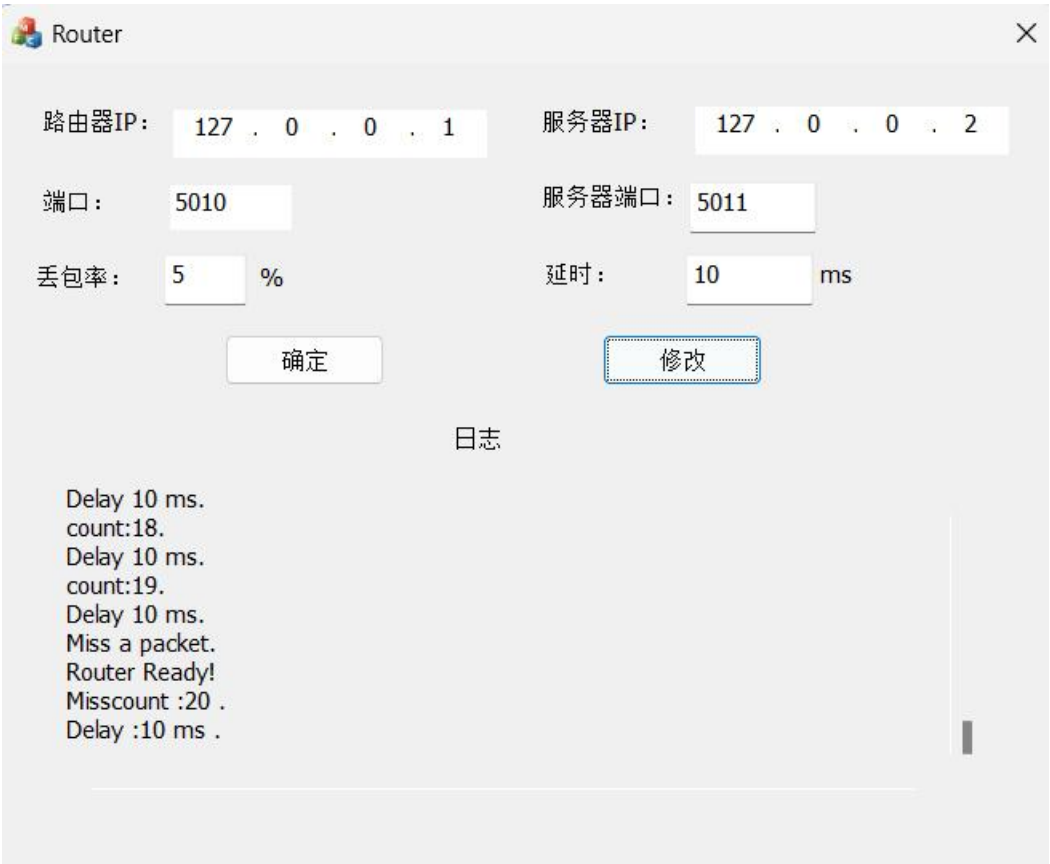 Router
路由器IP： 127 . 0 . 0 . 1 服务器IP： 127 . 0 . 0 . 2
端口： 5010 服务器端口： 5011
丢包率： 5 % 延时： 10 ms
确定 修改
日志
Delay 10 ms.
count:18.
Delay 10 ms.
count:19.
Delay 10 ms.
Miss a packet.
Router Ready!
Misscount :20 .
Delay :10 ms .